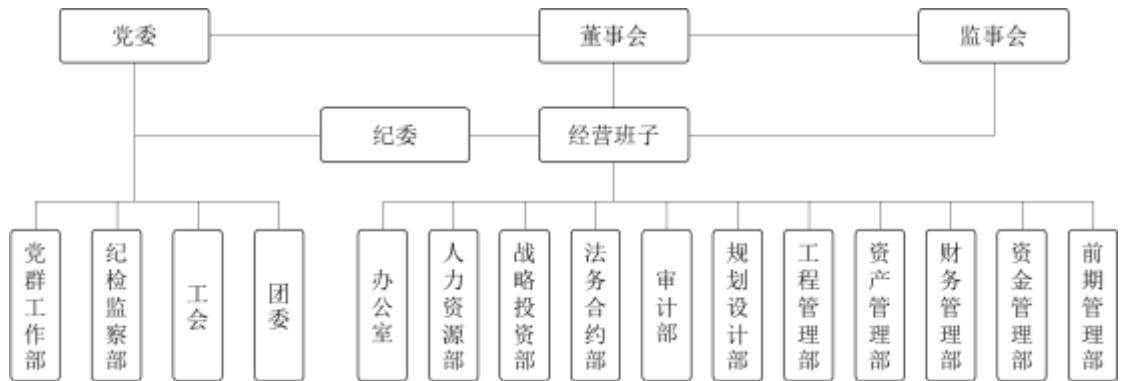 党委
董事会
监事会
纪委
经营班子
党群工作部
纪检监察部
工会
团委
办公室
人力资源部
战略投资部
法务合约部
审计部
规划设计部
工程管理部
资产管理部
财务管理部
资金管理部
前期管理部